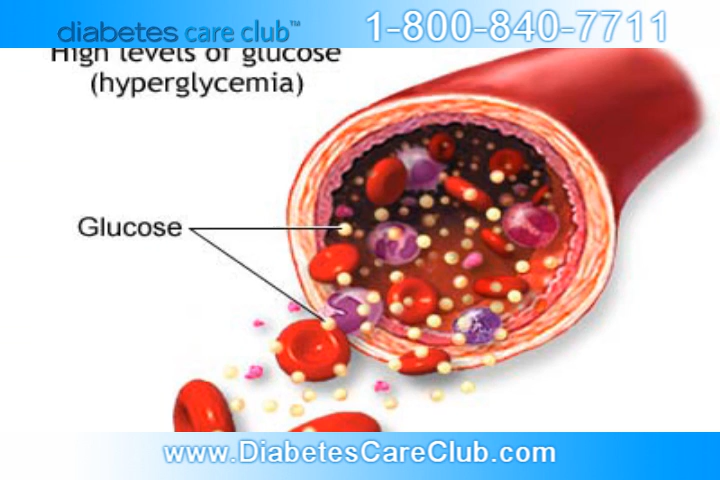 diabetes care club™
1-800-840-7711
High levels of glucose
(hyperglycemia)
Glucose
www.DiabetesCareClub.com